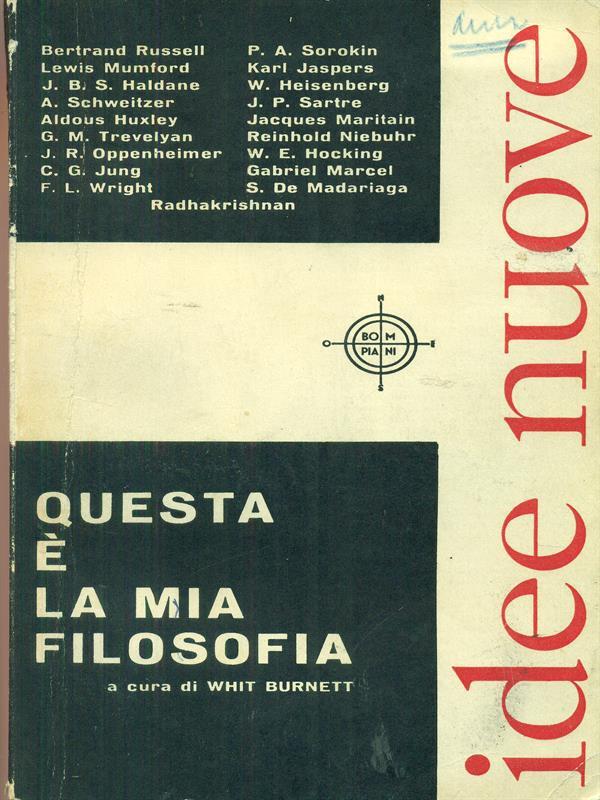 Bertrand Russell
Lewis Mumford
J. B. S. Haldane
A. Schweitzer
Aldous Huxley
G. M. Trevelyan
J. R. Oppenheimer
C. G. Jung
F. L. Wright
P. A. Sorokin
Karl Jaspers
W. Heisenberg
J. P. Sartre
Jacques Maritain
Reinhold Niebuhr
W. E. Hocking
Gabriel Marcel
S. De Madariaga
Radhakrishnan
N
O
BOM
PIANI
E
S
QUESTA
È
LA MIA
FILOSOFIA
a cura di WHIT BURNETT
idee nuove